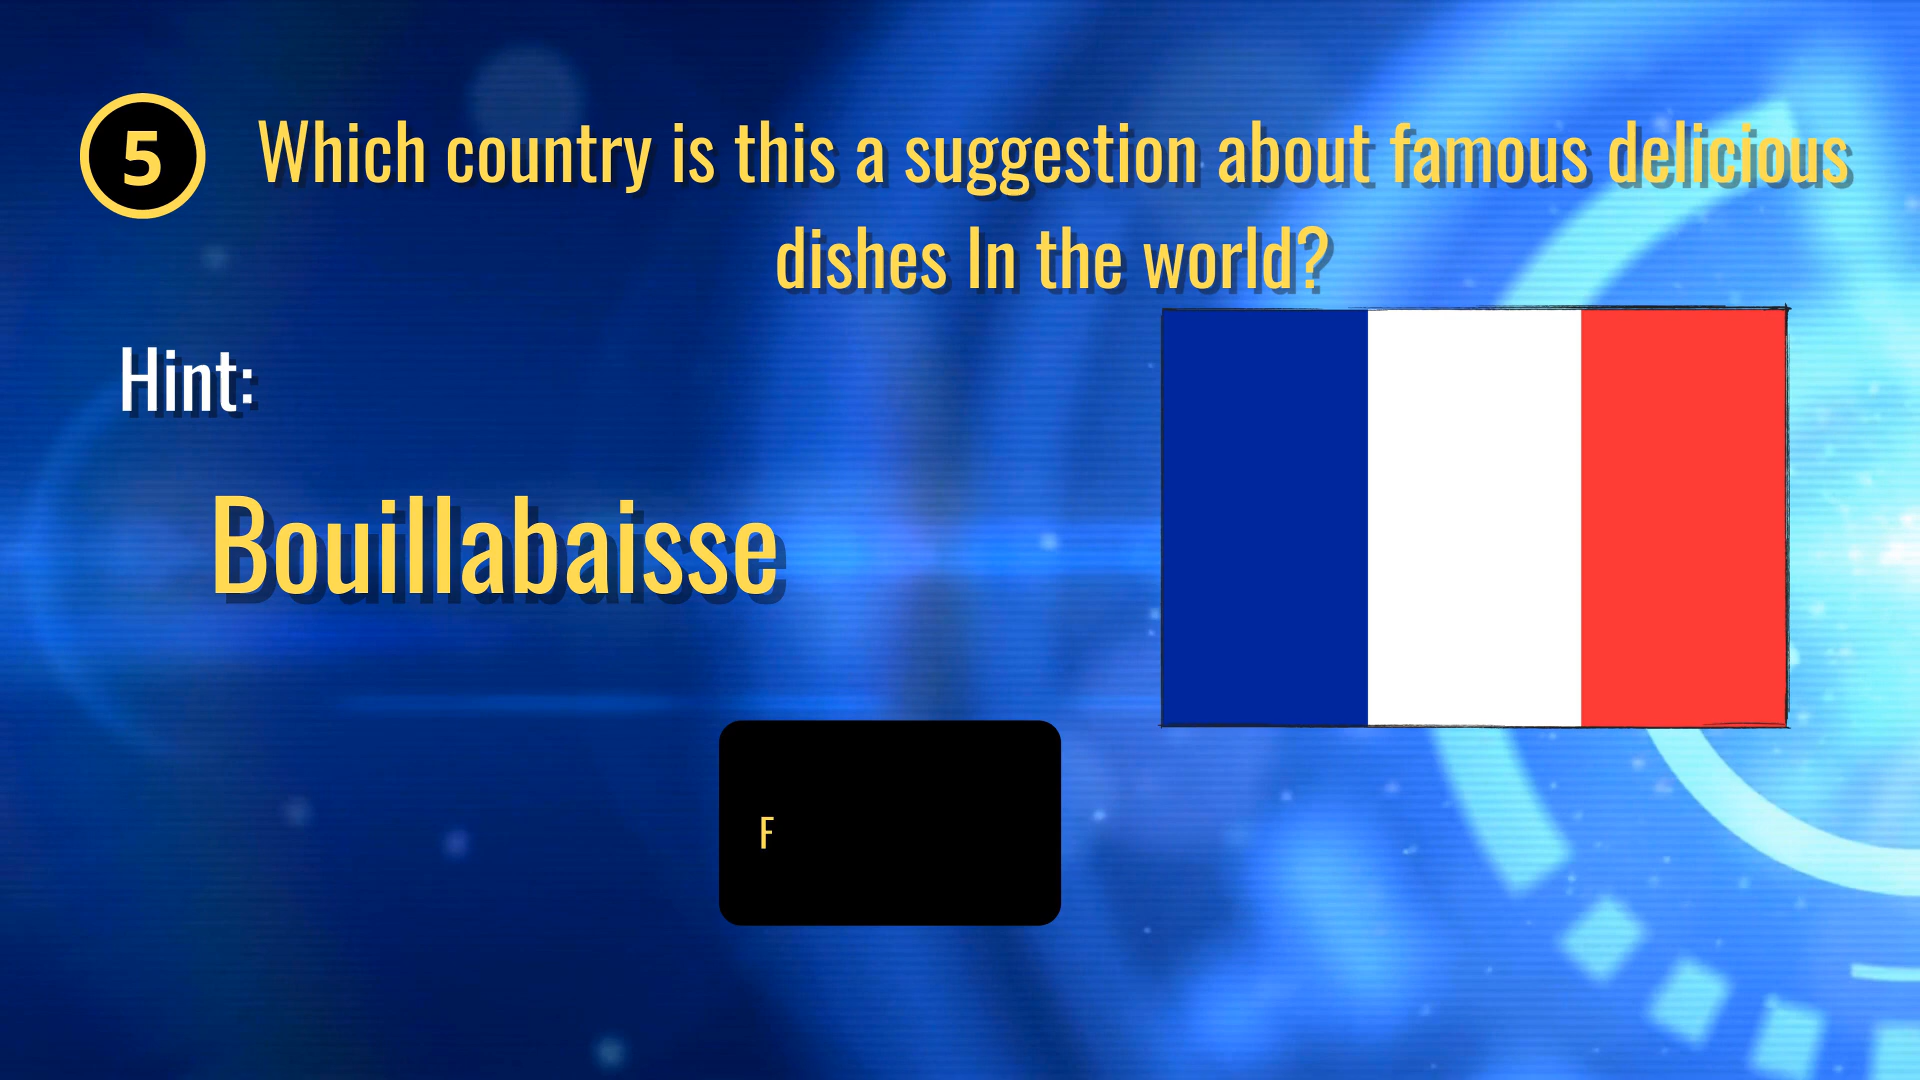 5
Which country is this a suggestion about famous delicious
dishes In the world?
Hint:
Bouillabaisse
F